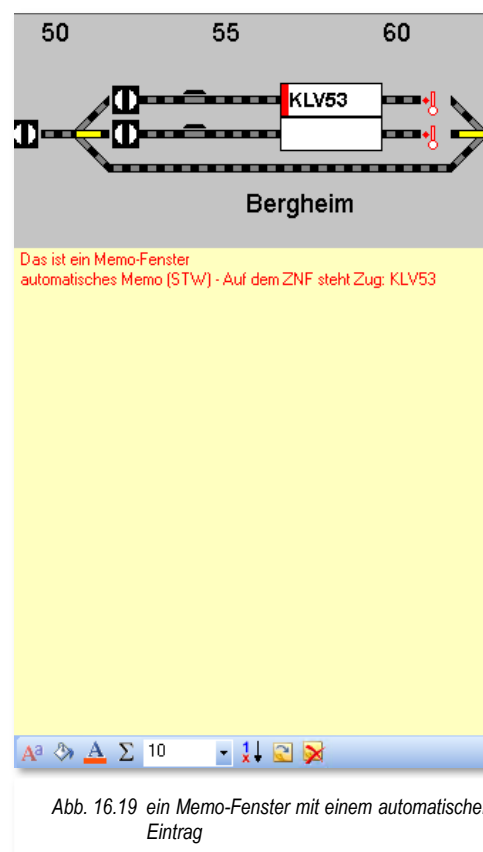 50 55 60
KLV53
Bergheim
Das ist ein Memo-Fenster
automatisches Memo (STW) - Auf dem ZNF steht Zug: KLV53
Aa A Σ 10
Abb. 16.19 ein Memo-Fenster mit einem automatische
Eintrag